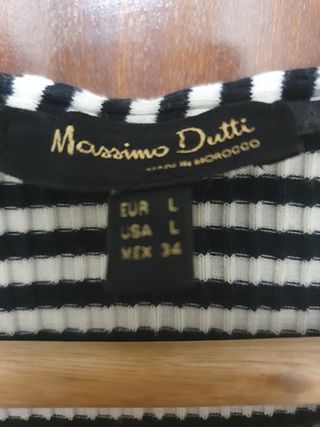 Massimo Dutti
MADE IN MOROCCO
EUR L
USA L
MEX 34